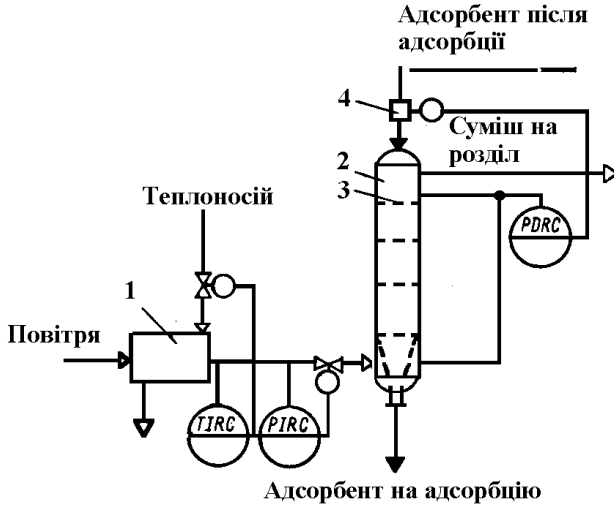 Адсорбент після
адсорбції
4
Суміш на
розділ
2
3
Теплоносій
PDRC
1
Повітря
TIRC
PIRC
Адсорбент на адсорбцію